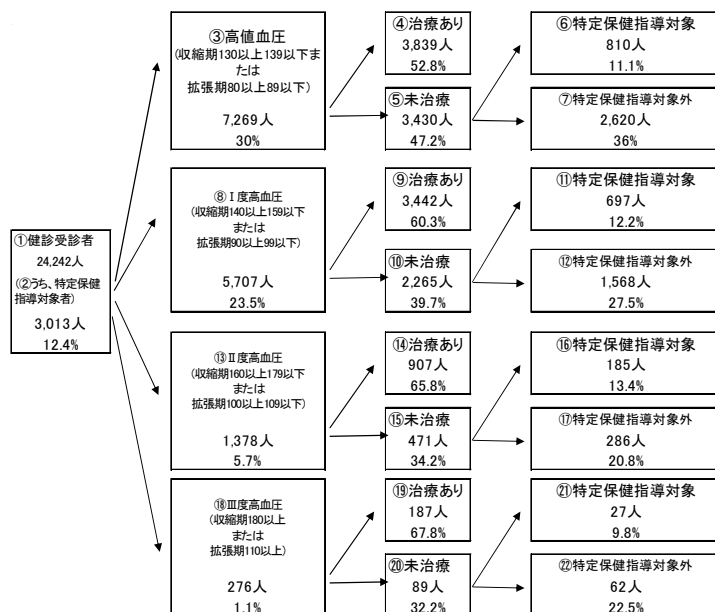 ①健診受診者
24,242人
(②うち、特定保健
指導対象者)
3,013人
12.4%
③高値血圧
(収縮期130以上139以下ま
たは
拡張期80以上89以下)
7,269人
30%
④治療あり
3,839人
52.8%
⑤未治療
3,430人
47.2%
⑥特定保健指導対象
810人
11.1%
⑦特定保健指導対象外
2,620人
36%
⑧Ⅰ度高血圧
(収縮期140以上159以下
または
拡張期90以上99以下)
5,707人
23.5%
⑨治療あり
3,442人
60.3%
⑩未治療
2,265人
39.7%
⑪特定保健指導対象
697人
12.2%
⑫特定保健指導対象外
1,568人
27.5%
⑬Ⅱ度高血圧
(収縮期160以上179以下
または
拡張期100以上109以下)
1,378人
5.7%
⑭治療あり
907人
65.8%
⑮未治療
471人
34.2%
⑯特定保健指導対象
185人
13.4%
⑰特定保健指導対象外
286人
20.8%
⑱Ⅲ度高血圧
(収縮期180以上
または
拡張期110以上)
276人
1.1%
⑲治療あり
187人
67.8%
⑳未治療
89人
32.2%
㉑特定保健指導対象
27人
9.8%
㉒特定保健指導対象外
62人
22.5%